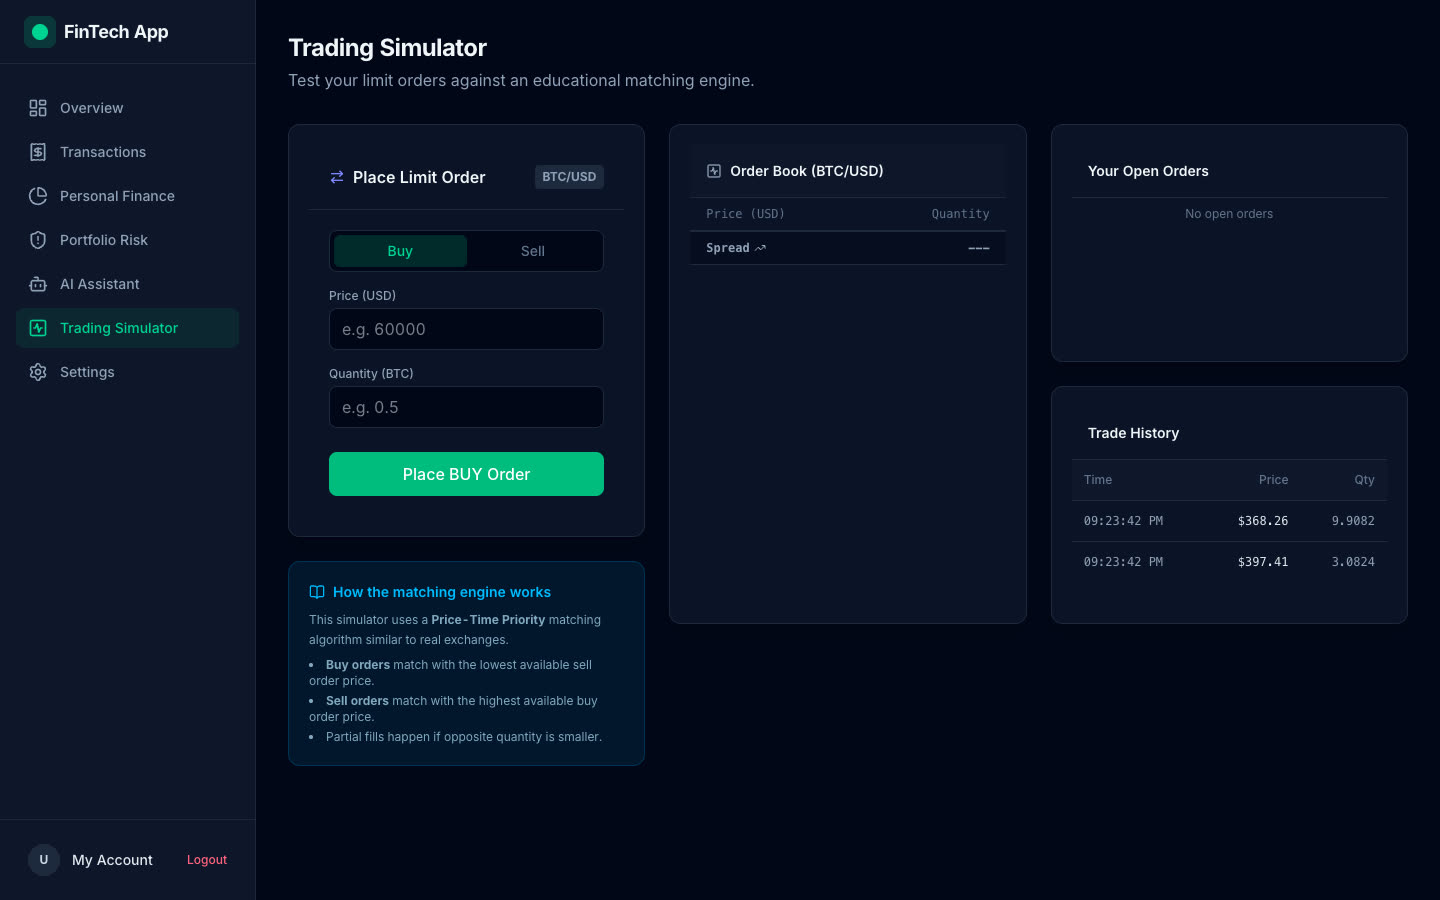 FinTech App
Overview
Transactions
Personal Finance
Portfolio Risk
AI Assistant
Trading Simulator
Settings
U My Account Logout
Trading Simulator
Test your limit orders against an educational matching engine.
Place Limit Order BTC/USD
Buy Sell
Price (USD)
e.g. 60000
Quantity (BTC)
e.g. 0.5
Place BUY Order
How the matching engine works
This simulator uses a Price-Time Priority matching
algorithm similar to real exchanges.
• Buy orders match with the lowest available sell
order price.
• Sell orders match with the highest available buy
order price.
• Partial fills happen if opposite quantity is smaller.
Order Book (BTC/USD)
Price (USD) Quantity
Spread ---
Your Open Orders
No open orders
Trade History
Time Price Qty
09:23:42 PM $368.26 9.9082
09:23:42 PM $397.41 3.0824